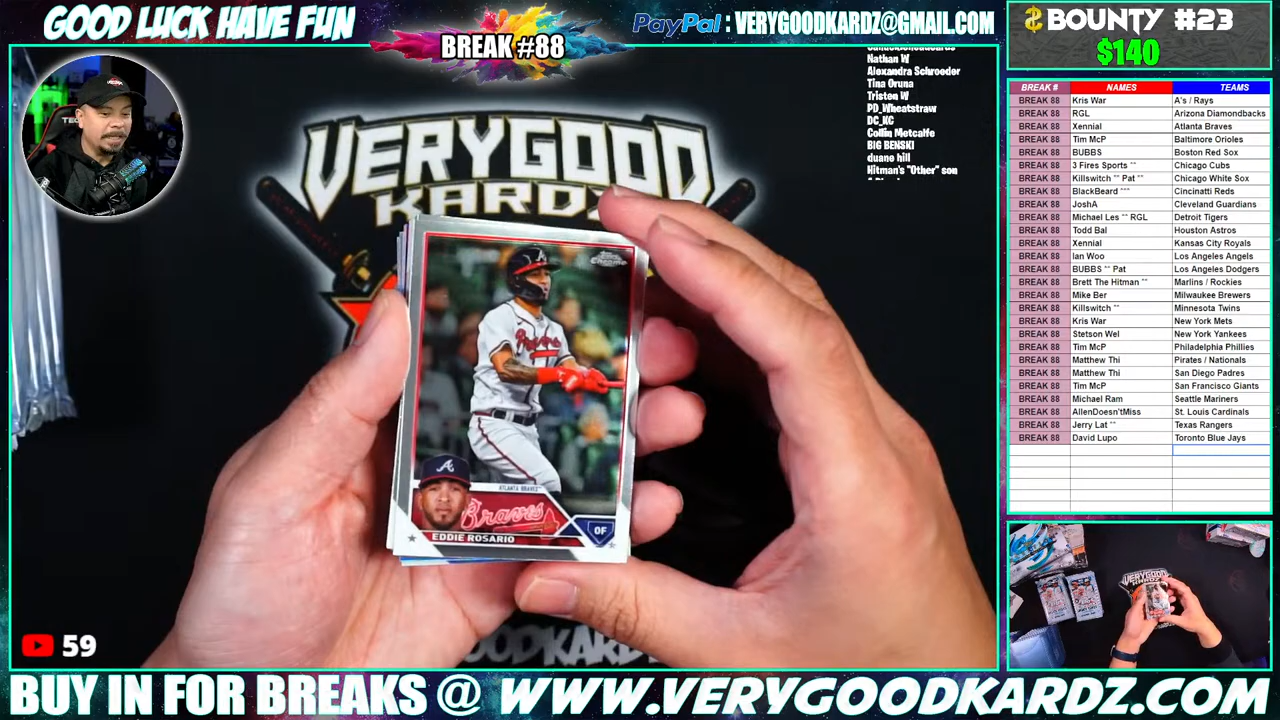 GOOD LUCK HAVE FUN
BREAK #88
PayPal : VERYGOODKARDZ@GMAIL.COM
$ BOUNTY #23
$140
Nathan W
Alexandra Schroeder
Tina Oruna
Tristen W
PD_Wheatstraw
DC_KC
Collin Metcalfe
BIG BENSKI
duane hill
Hitman's "Other" son
VERYGOOD
KARDZ
Topps Chrome
Braves
ATLANTA BRAVES
Braves
EDDIE ROSARIO
OF
BREAK # NAMES TEAMS
BREAK 88 Kris War A's / Rays
BREAK 88 RGL Arizona Diamondbacks
BREAK 88 Xennial Atlanta Braves
BREAK 88 Tim McP Baltimore Orioles
BREAK 88 BUBBS Boston Red Sox
BREAK 88 3 Fires Sports ** Chicago Cubs
BREAK 88 Killswitch ** Pat ** Chicago White Sox
BREAK 88 BlackBeard *** Cincinatti Reds
BREAK 88 JoshA Cleveland Guardians
BREAK 88 Michael Les ** RGL Detroit Tigers
BREAK 88 Todd Bal Houston Astros
BREAK 88 Xennial Kansas City Royals
BREAK 88 Ian Woo Los Angeles Angels
BREAK 88 BUBBS ** Pat Los Angeles Dodgers
BREAK 88 Brett The Hitman ** Marlins / Rockies
BREAK 88 Mike Ber Milwaukee Brewers
BREAK 88 Killswitch ** Minnesota Twins
BREAK 88 Kris War New York Mets
BREAK 88 Stetson Wel New York Yankees
BREAK 88 Tim McP Philadelphia Phillies
BREAK 88 Matthew Thi Pirates / Nationals
BREAK 88 Matthew Thi San Diego Padres
BREAK 88 Tim McP San Francisco Giants
BREAK 88 Michael Ram Seattle Mariners
BREAK 88 AllenDoesn'tMiss St. Louis Cardinals
BREAK 88 Jerry Lat ** Texas Rangers
BREAK 88 David Lupo Toronto Blue Jays
VERYGOOD
59
BUY IN FOR BREAKS @ WWW.VERYGOODKARDZ.COM